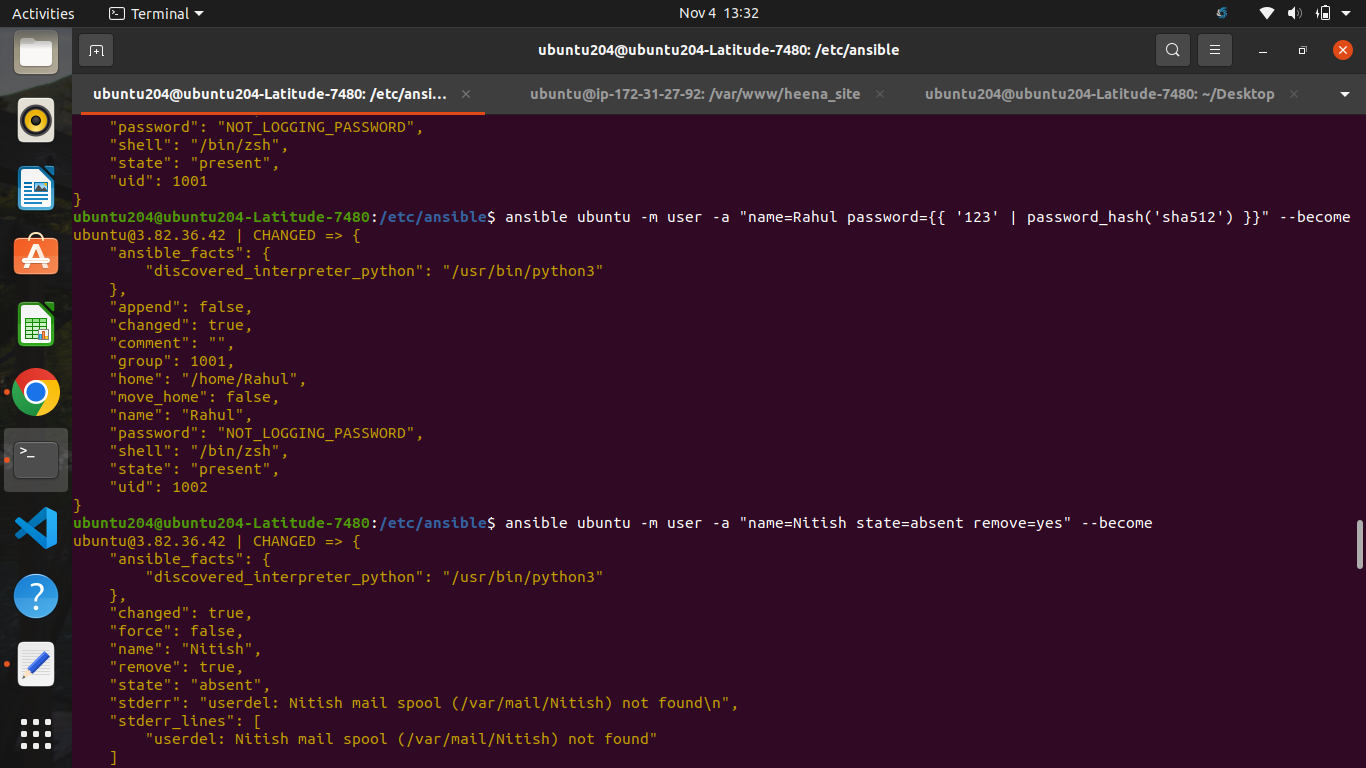 Activities
Terminal
Nov 4 13:32
ubuntu204@ubuntu204-Latitude-7480: /etc/ansible
ubuntu204@ubuntu204-Latitude-7480: /etc/ansi…
ubuntu@ip-172-31-27-92: /var/www/heena_site
ubuntu204@ubuntu204-Latitude-7480: ~/Desktop
    "password": "NOT_LOGGING_PASSWORD",
    "shell": "/bin/zsh",
    "state": "present",
    "uid": 1001
}
ubuntu204@ubuntu204-Latitude-7480:/etc/ansible$ ansible ubuntu -m user -a "name=Rahul password={{ '123' | password_hash('sha512') }}" --become
ubuntu@3.82.36.42 | CHANGED => {
    "ansible_facts": {
        "discovered_interpreter_python": "/usr/bin/python3"
    },
    "append": false,
    "changed": true,
    "comment": "",
    "group": 1001,
    "home": "/home/Rahul",
    "move_home": false,
    "name": "Rahul",
    "password": "NOT_LOGGING_PASSWORD",
    "shell": "/bin/zsh",
    "state": "present",
    "uid": 1002
}
ubuntu204@ubuntu204-Latitude-7480:/etc/ansible$ ansible ubuntu -m user -a "name=Nitish state=absent remove=yes" --become
ubuntu@3.82.36.42 | CHANGED => {
    "ansible_facts": {
        "discovered_interpreter_python": "/usr/bin/python3"
    },
    "changed": true,
    "force": false,
    "name": "Nitish",
    "remove": true,
    "state": "absent",
    "stderr": "userdel: Nitish mail spool (/var/mail/Nitish) not found\n",
    "stderr_lines": [
        "userdel: Nitish mail spool (/var/mail/Nitish) not found"
    ]